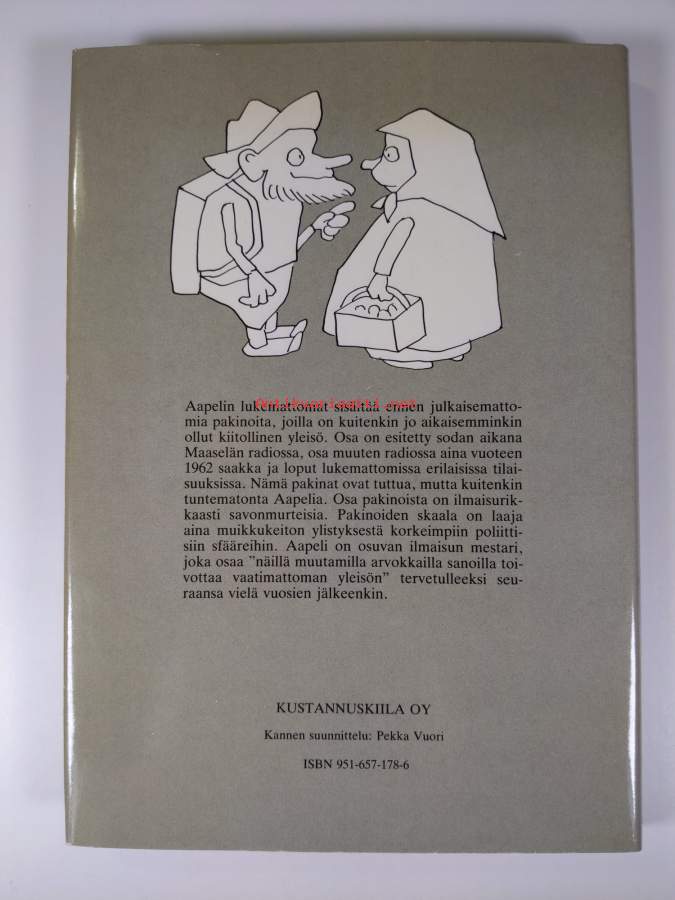 Antikvariaatti.net
Aapelin lukemattomat sisältää ennen julkaisematto-
mia pakinoita, joilla on kuitenkin jo aikaisemminkin
ollut kiitollinen yleisö. Osa on esitetty sodan aikana
Maaselän radiossa, osa muuten radiossa aina vuoteen
1962 saakka ja loput lukemattomissa erilaisissa tilai-
suuksissa. Nämä pakinat ovat tuttua, mutta kuitenkin
tuntematonta Aapelia. Osa pakinoista on ilmaisurik-
kaasti savonmurteisia. Pakinoiden skaala on laaja
aina muikkukeiton ylistyksestä korkeimpiin poliitti-
siin sfääreihin. Aapeli on osuvan ilmaisun mestari,
joka osaa ”näillä muutamilla arvokkailla sanoilla toi-
vottaa vaatimattoman yleisön” tervetulleeksi seu-
raansa vielä vuosien jälkeenkin.
KUSTANNUSKIILA OY
Kannen suunnittelu: Pekka Vuori
ISBN 951-657-178-6